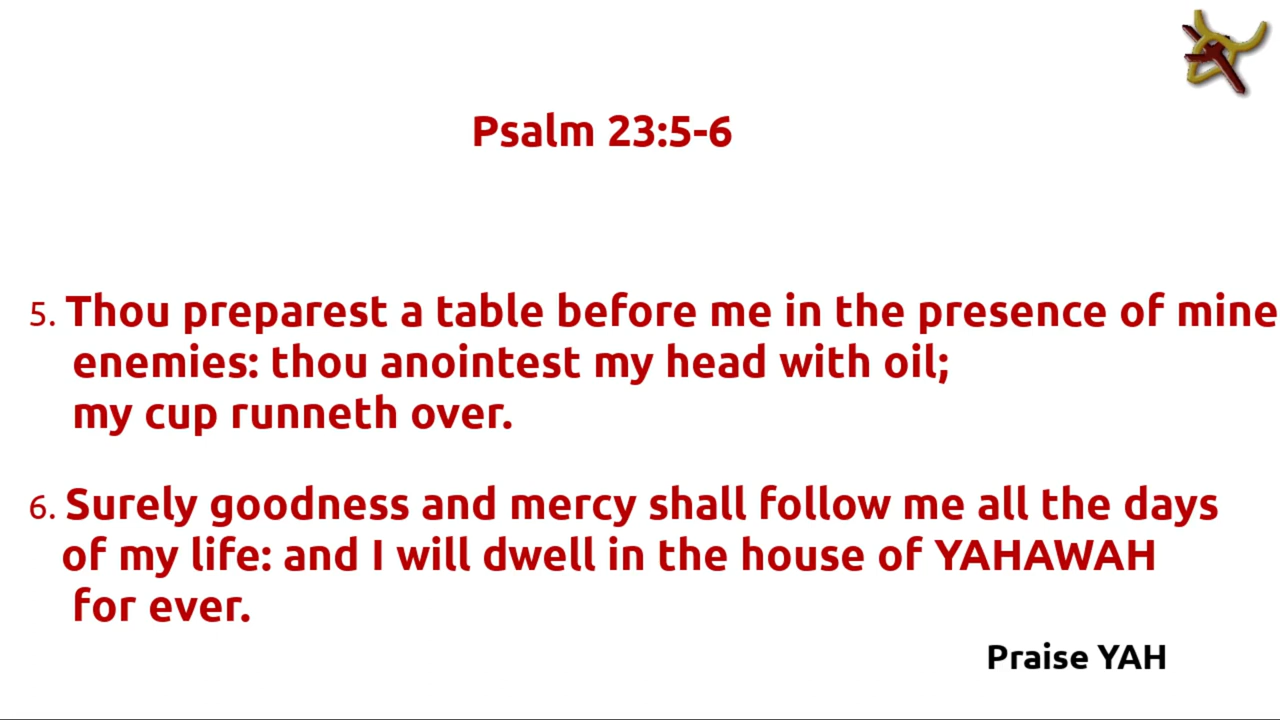 Psalm 23:5-6
5. Thou preparest a table before me in the presence of mine
enemies: thou anointest my head with oil;
my cup runneth over.
6. Surely goodness and mercy shall follow me all the days
of my life: and I will dwell in the house of YAHAWAH
for ever.
Praise YAH